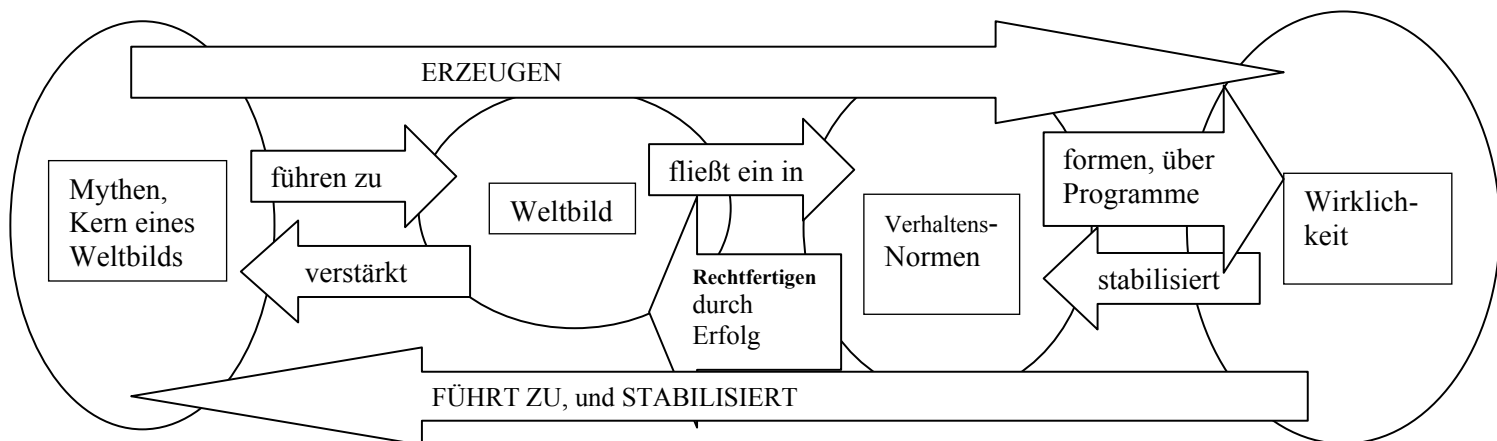 ERZEUGEN
Mythen,
Kern eines
Weltbilds
führen zu
verstärkt
Weltbild
fließt ein in
Rechtfertigen
durch
Erfolg
Verhaltens-
Normen
formen, über
Programme
stabilisiert
Wirklich-
keit
FÜHRT ZU, und STABILISIERT